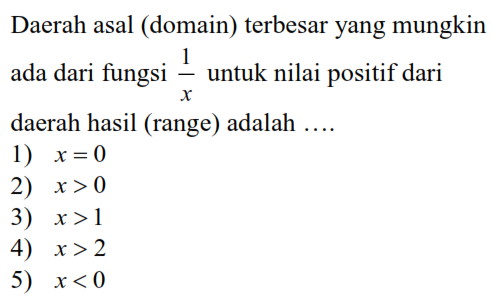 Daerah asal (domain) terbesar yang mungkin
ada dari fungsi 1/x untuk nilai positif dari
daerah hasil (range) adalah ….
1) x = 0
2) x > 0
3) x > 1
4) x > 2
5) x < 0